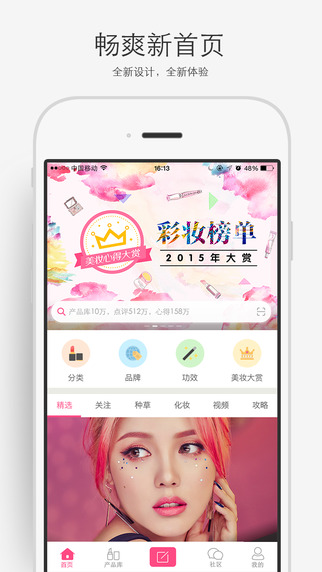 畅爽新首页
全新设计，全新体验
中国移动
16:13
48%
美妆心得大赏
彩妆榜单
2015年大赏
产品库10万，点评512万，心得158万
分类 品牌 功效 美妆大赏
精选 关注 种草 化妆 视频 攻略
首页 产品库 社区 我的